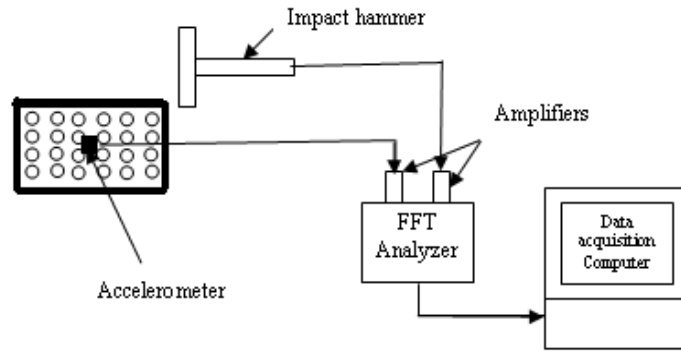 Impact hammer
Amplifiers
FFT
Analyzer
Data
acquisition
Computer
Accelerometer